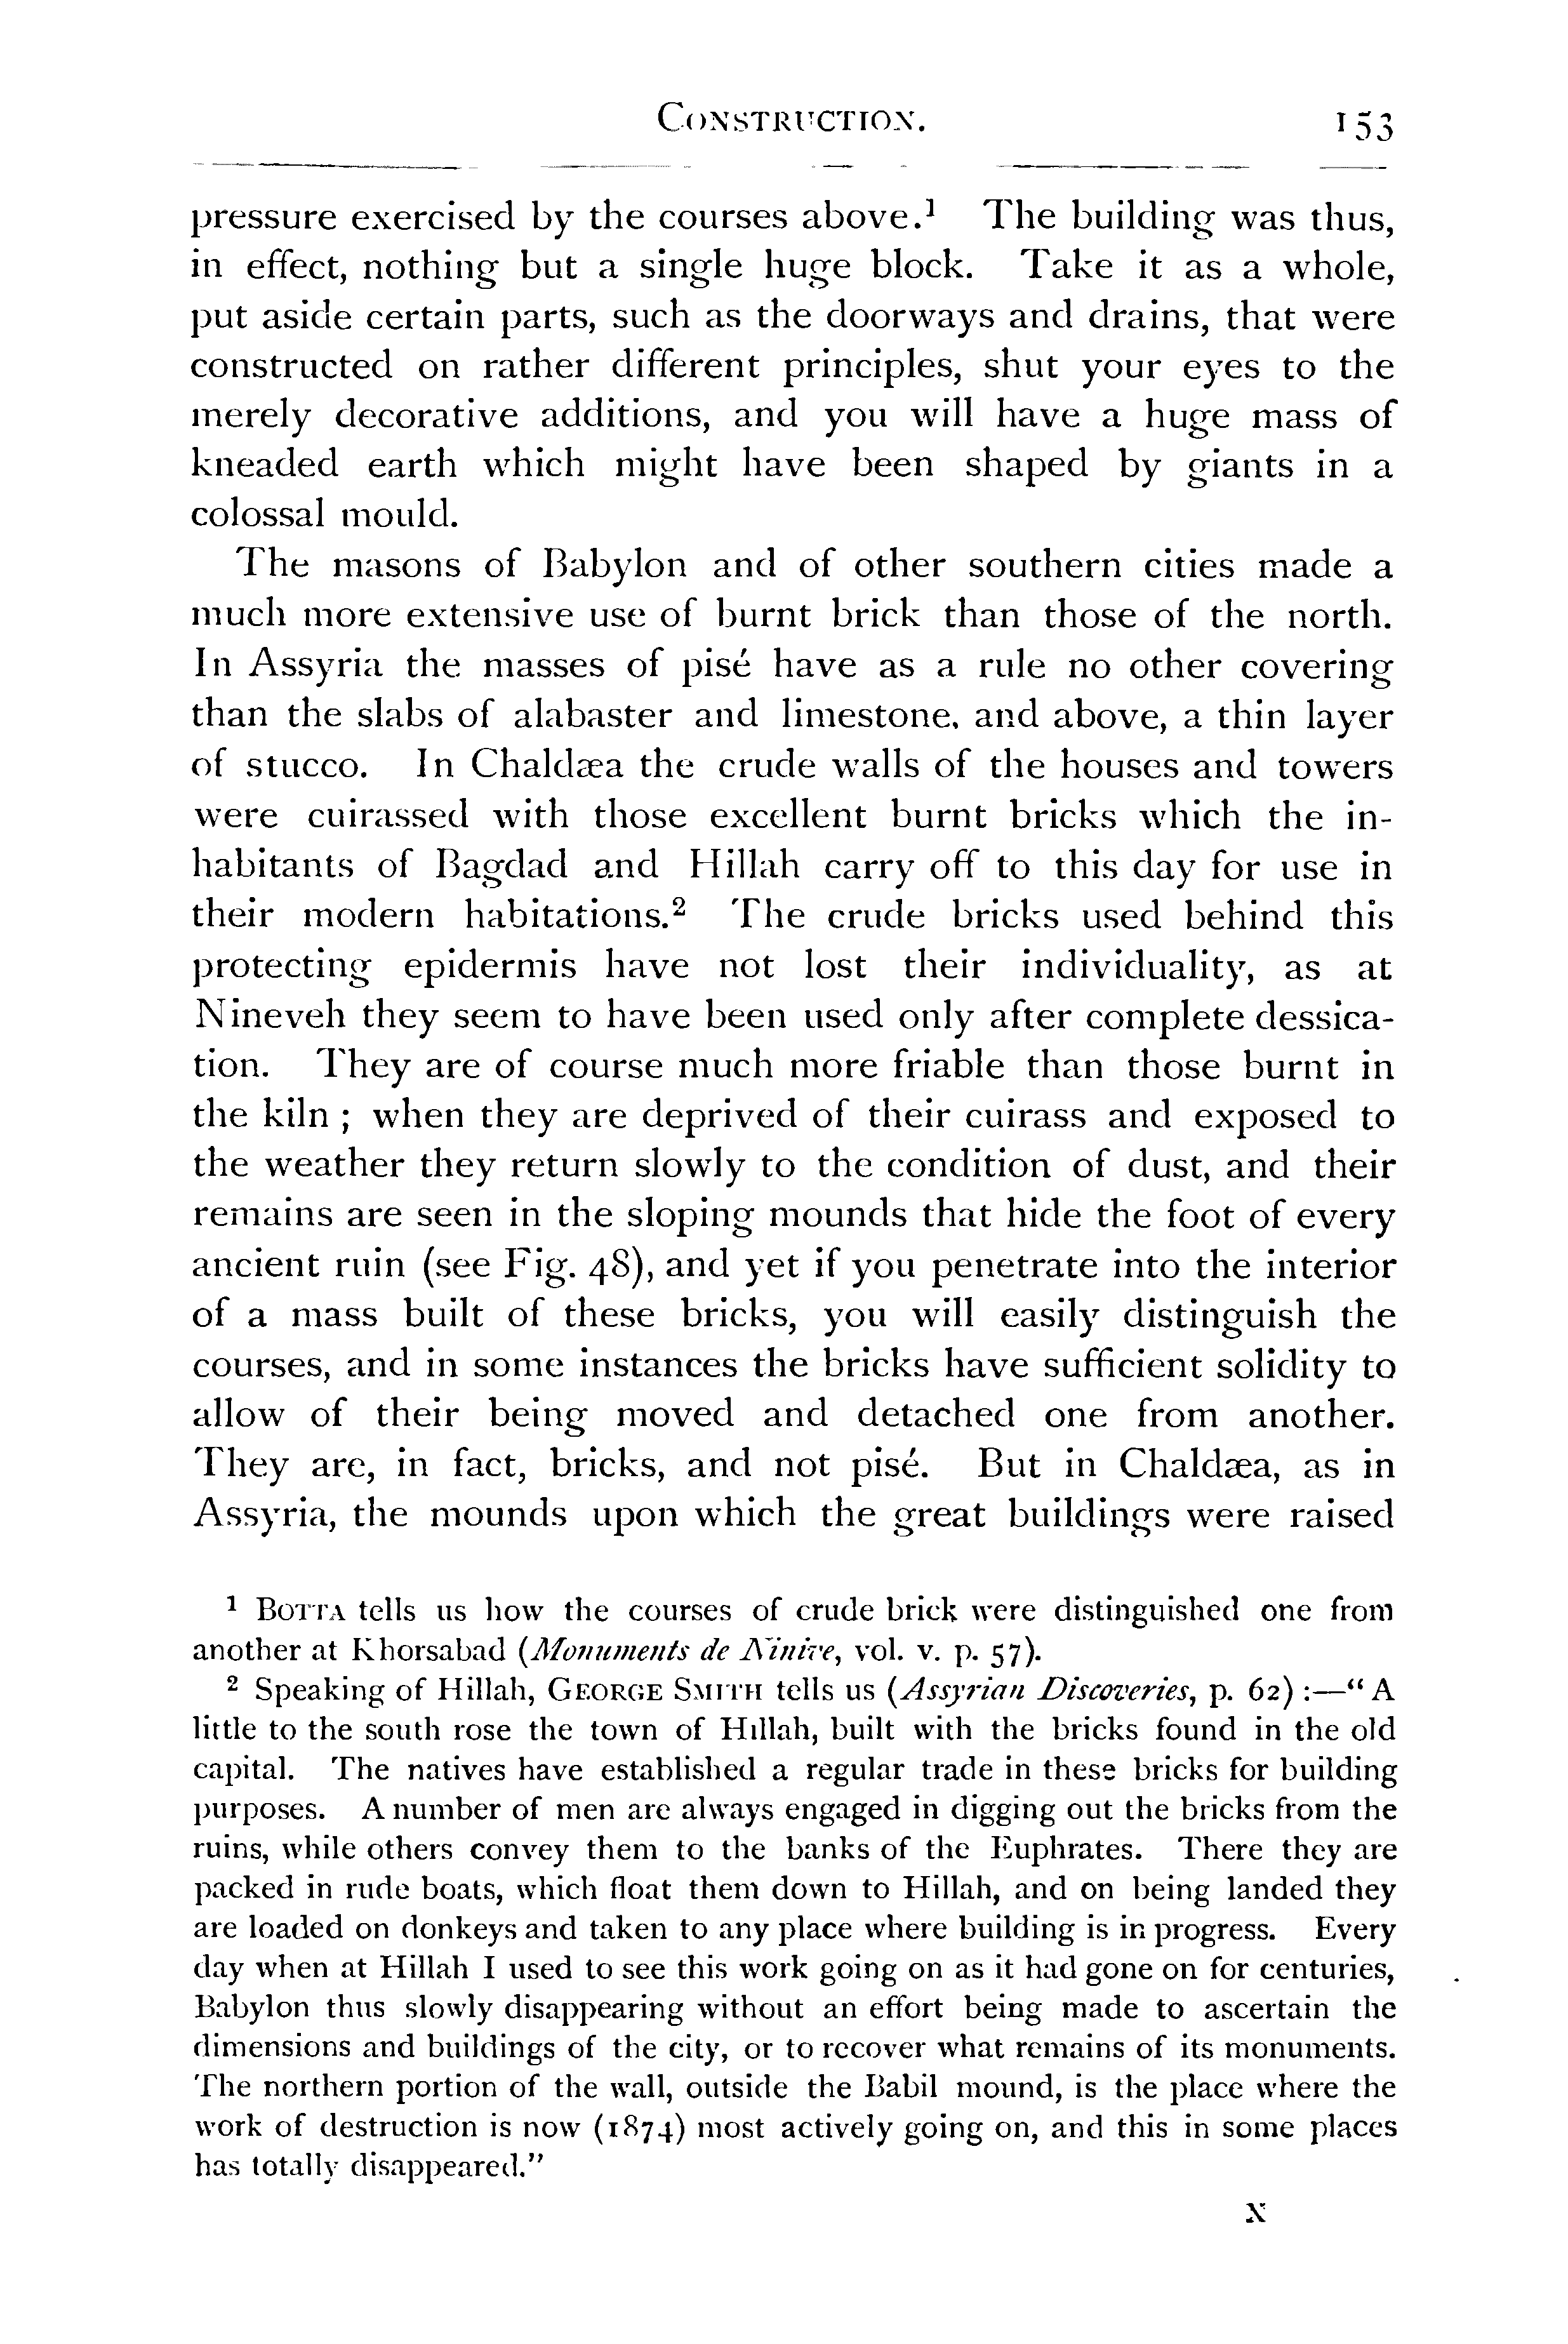 CONSTRUCTION. 153
pressure exercised by the courses above.¹ The building was thus,
in effect, nothing but a single huge block. Take it as a whole,
put aside certain parts, such as the doorways and drains, that were
constructed on rather different principles, shut your eyes to the
merely decorative additions, and you will have a huge mass of
kneaded earth which might have been shaped by giants in a
colossal mould.
The masons of Babylon and of other southern cities made a
much more extensive use of burnt brick than those of the north.
In Assyria the masses of pisé have as a rule no other covering
than the slabs of alabaster and limestone, and above, a thin layer
of stucco. In Chaldæa the crude walls of the houses and towers
were cuirassed with those excellent burnt bricks which the in-
habitants of Bagdad and Hillah carry off to this day for use in
their modern habitations.² The crude bricks used behind this
protecting epidermis have not lost their individuality, as at
Nineveh they seem to have been used only after complete dessica-
tion. They are of course much more friable than those burnt in
the kiln ; when they are deprived of their cuirass and exposed to
the weather they return slowly to the condition of dust, and their
remains are seen in the sloping mounds that hide the foot of every
ancient ruin (see Fig. 48), and yet if you penetrate into the interior
of a mass built of these bricks, you will easily distinguish the
courses, and in some instances the bricks have sufficient solidity to
allow of their being moved and detached one from another.
They are, in fact, bricks, and not pisé. But in Chaldæa, as in
Assyria, the mounds upon which the great buildings were raised
¹ BOTTA tells us how the courses of crude brick were distinguished one from
another at Khorsabad (Monuments de Ninive, vol. v. p. 57).
² Speaking of Hillah, GEORGE SMITH tells us (Assyrian Discoveries, p. 62) :—“ A
little to the south rose the town of Hillah, built with the bricks found in the old
capital. The natives have established a regular trade in these bricks for building
purposes. A number of men are always engaged in digging out the bricks from the
ruins, while others convey them to the banks of the Euphrates. There they are
packed in rude boats, which float them down to Hillah, and on being landed they
are loaded on donkeys and taken to any place where building is in progress. Every
day when at Hillah I used to see this work going on as it had gone on for centuries,
Babylon thus slowly disappearing without an effort being made to ascertain the
dimensions and buildings of the city, or to recover what remains of its monuments.
The northern portion of the wall, outside the Babil mound, is the place where the
work of destruction is now (1874) most actively going on, and this in some places
has totally disappeared.”
X